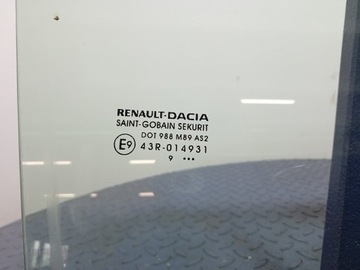 RENAULT-DACIA
SAINT-GOBAIN SEKURIT
DOT 988 M89 AS2
E9 43R-014931
9 •••